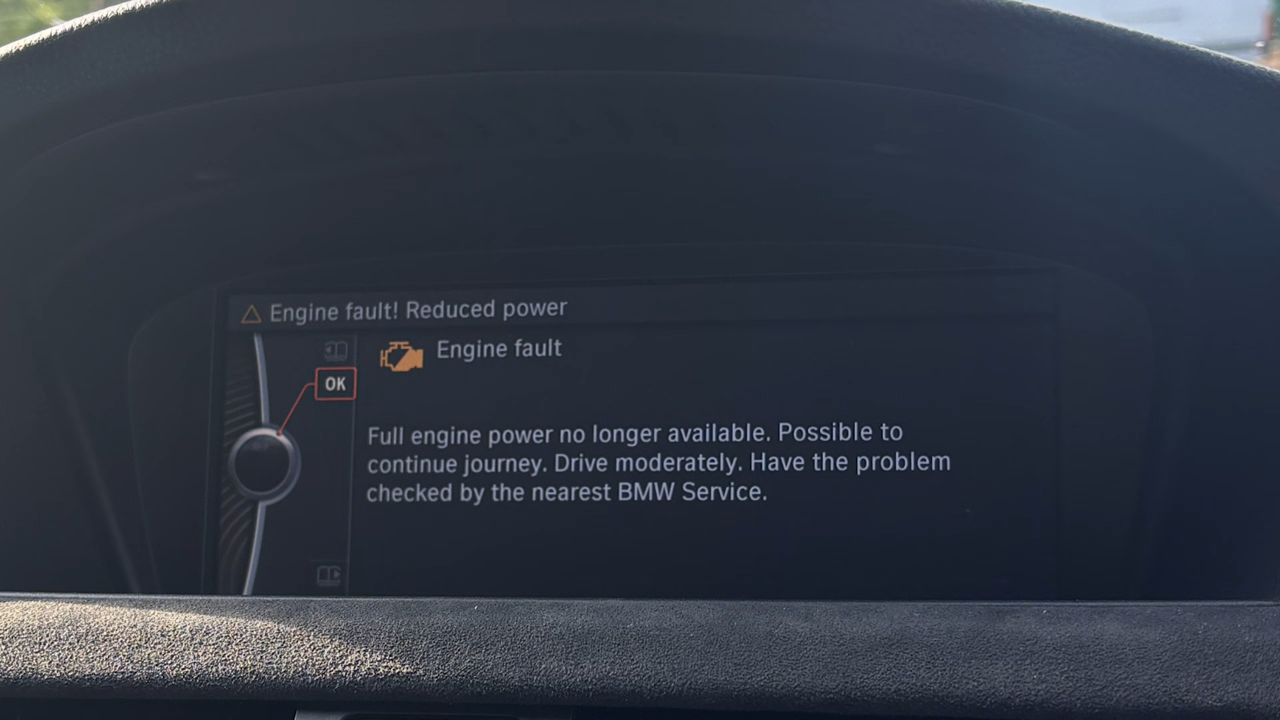 Engine fault! Reduced power
Engine fault
OK
Full engine power no longer available. Possible to
continue journey. Drive moderately. Have the problem
checked by the nearest BMW Service.